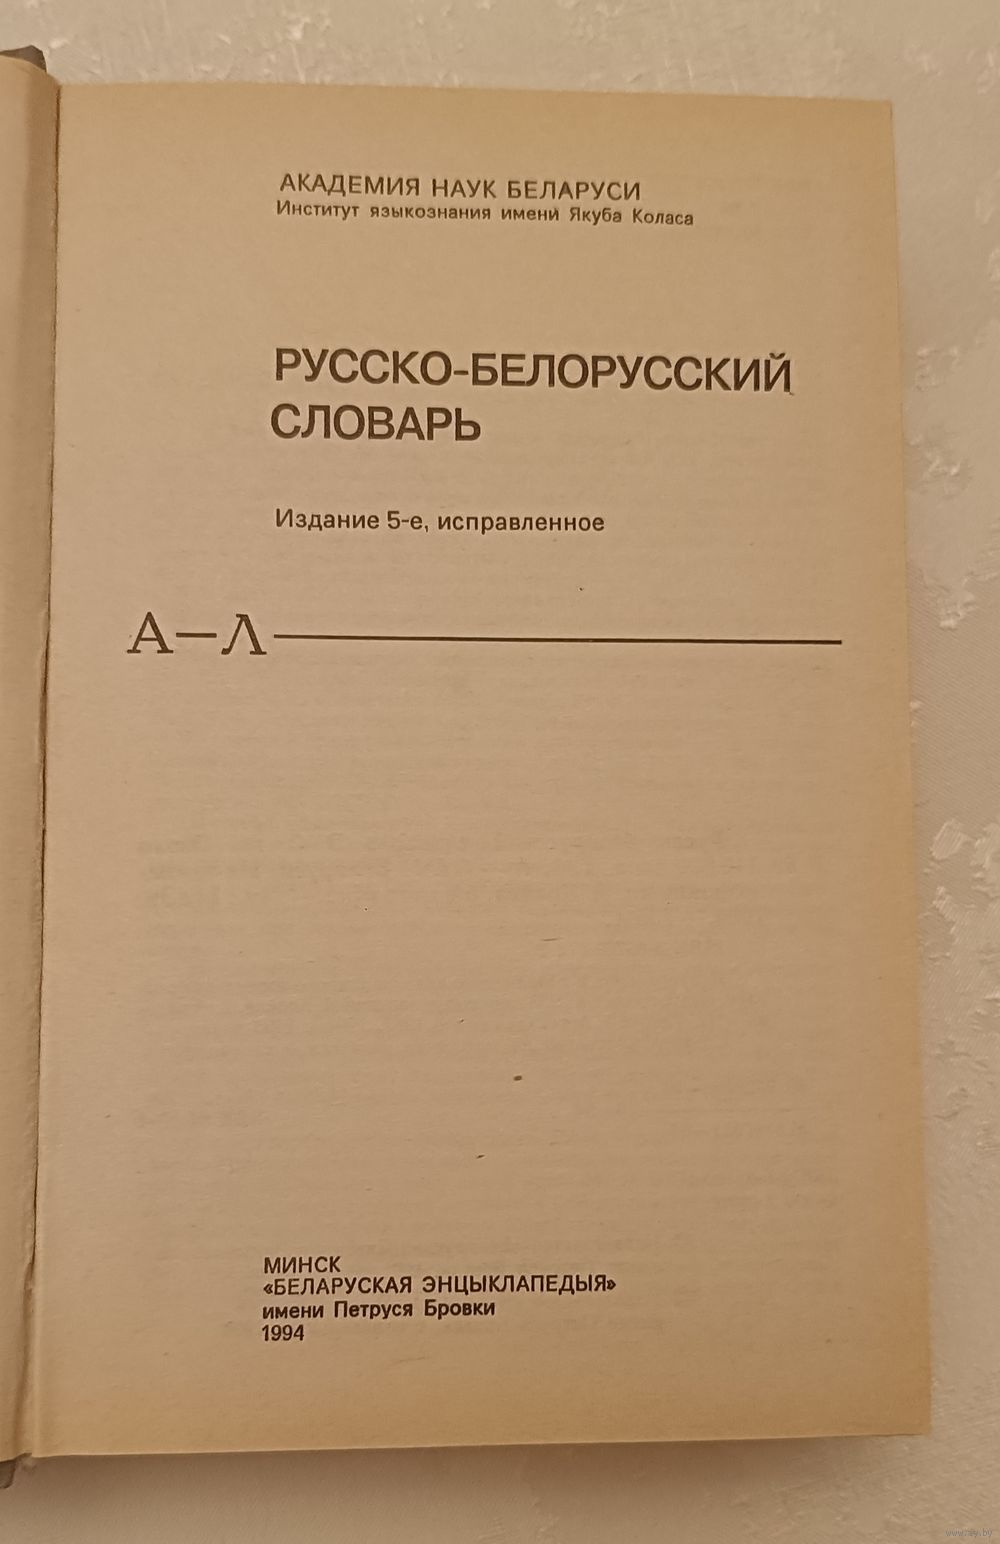 АКАДЕМИЯ НАУК БЕЛАРУСИ
Институт языкознания имени Якуба Коласа
РУССКО-БЕЛОРУССКИЙ
СЛОВАРЬ
Издание 5-е, исправленное
А—Л
МИНСК
«БЕЛАРУСКАЯ ЭНЦЫКЛАПЕДЫЯ»
имени Петруся Бровки
1994